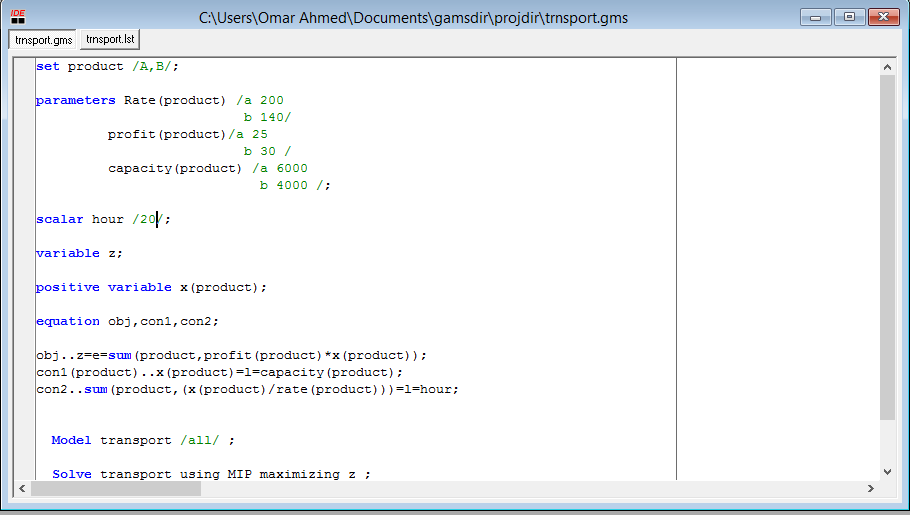 IDE
C:\Users\Omar Ahmed\Documents\gamsdir\projdir\trnsport.gms
trnsport.gms trnsport.lst
set product /A,B/;
parameters Rate(product) /a 200
b 140/
profit(product)/a 25
b 30 /
capacity(product) /a 6000
b 4000 /;
scalar hour /20/;
variable z;
positive variable x(product);
equation obj,con1,con2;
obj..z=e=sum(product,profit(product)*x(product));
con1(product)..x(product)=l=capacity(product);
con2..sum(product,(x(product)/rate(product)))=l=hour;
Model transport /all/ ;
Solve transport using MIP maximizing z ;